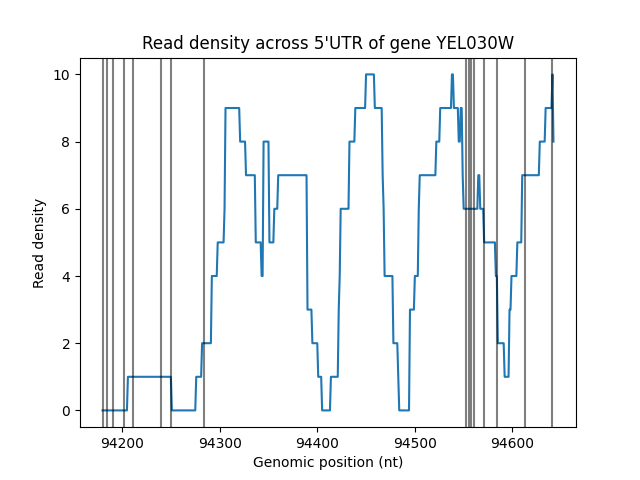 Read density across 5'UTR of gene YEL030W
10
8
6
4
2
0
Read density
94200 94300 94400 94500 94600
Genomic position (nt)